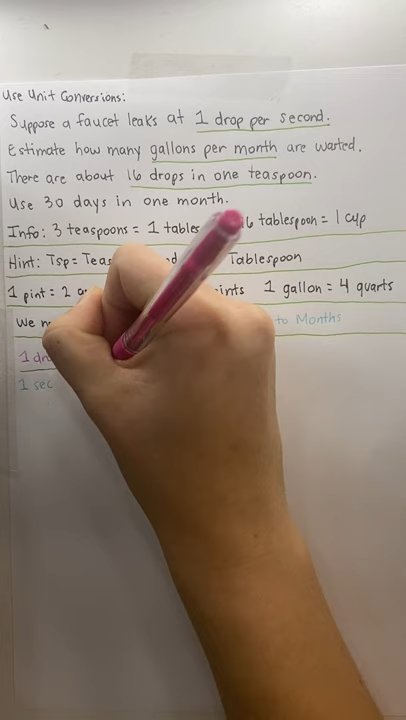 Use Unit Conversions:
Suppose a faucet leaks at 1 drop per second.
Estimate how many gallons per month are wasted.
There are about 16 drops in one teaspoon.
Use 30 days in one month.
Info: 3 teaspoons = 1 tables 16 tablespoon = 1 cup
Hint: Tsp = Teas Tablespoon
1 pint = 2 ints 1 gallon = 4 quarts
We to Months
1 dr
1 sec